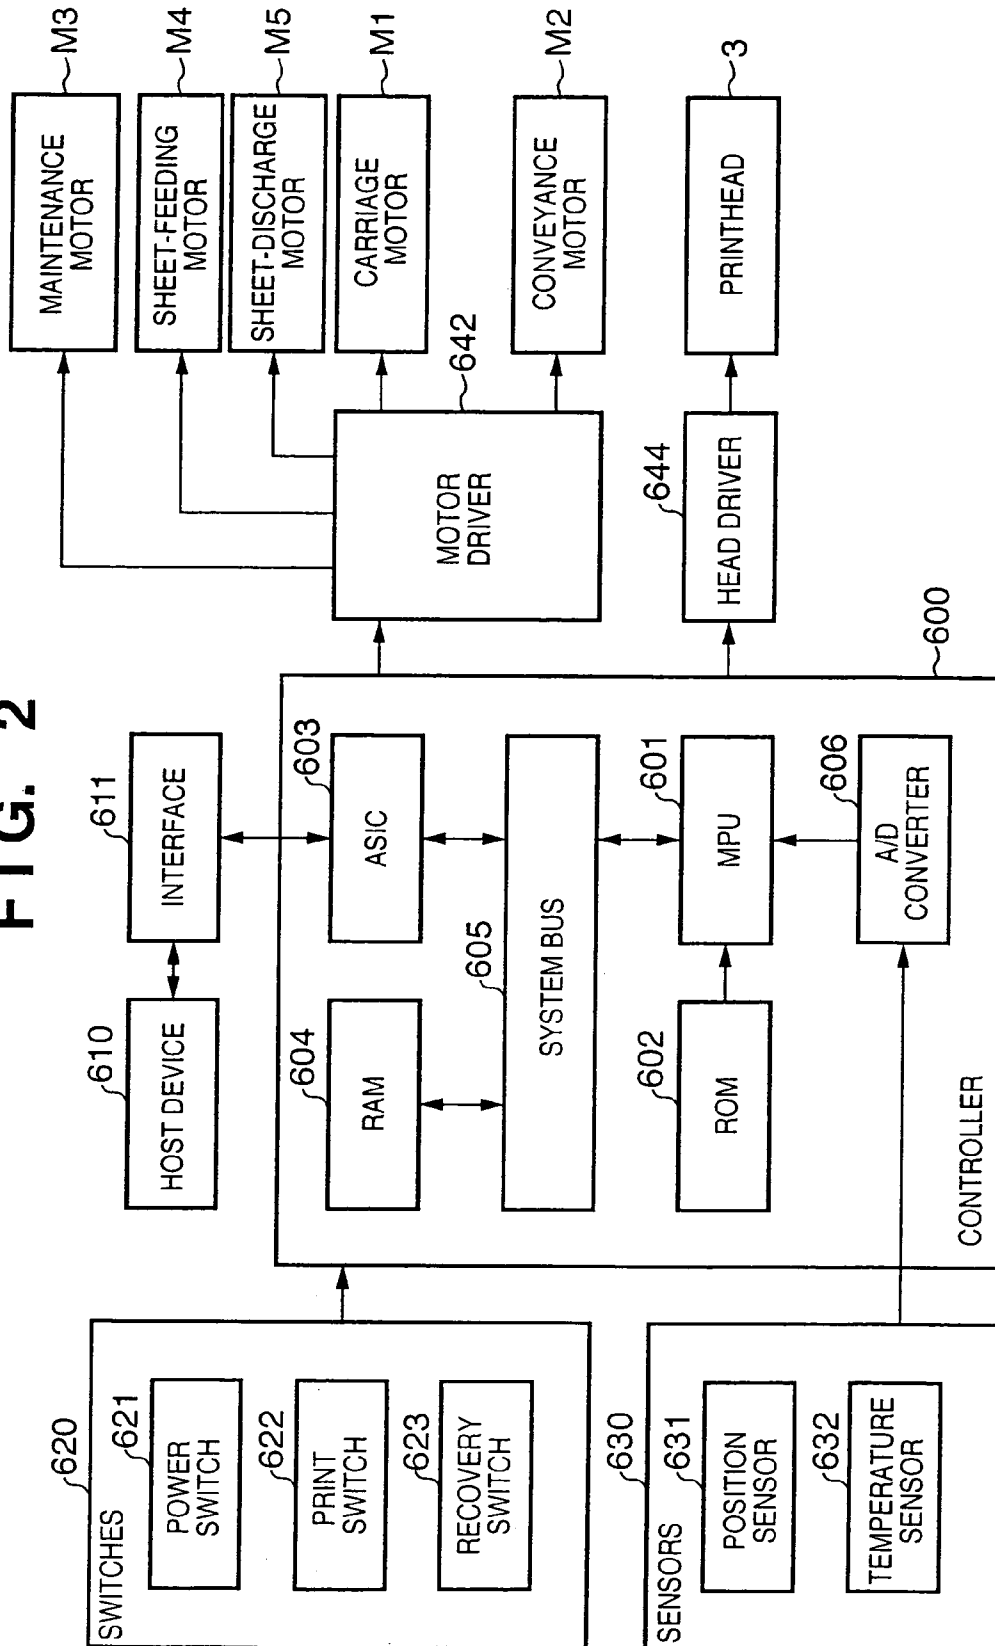 FIG. 2
SWITCHES
620
621
POWER
SWITCH
622
PRINT
SWITCH
623
RECOVERY
SWITCH
SENSORS
630
631
POSITION
SENSOR
632
TEMPERATURE
SENSOR
610
HOST DEVICE
611
INTERFACE
604
RAM
603
ASIC
605
SYSTEM BUS
602
ROM
601
MPU
606
A/D
CONVERTER
CONTROLLER
600
642
MOTOR
DRIVER
644
HEAD DRIVER
MAINTENANCE
MOTOR
M3
SHEET-FEEDING
MOTOR
M4
SHEET-DISCHARGE
MOTOR
M5
CARRIAGE
MOTOR
M1
CONVEYANCE
MOTOR
M2
PRINTHEAD
3